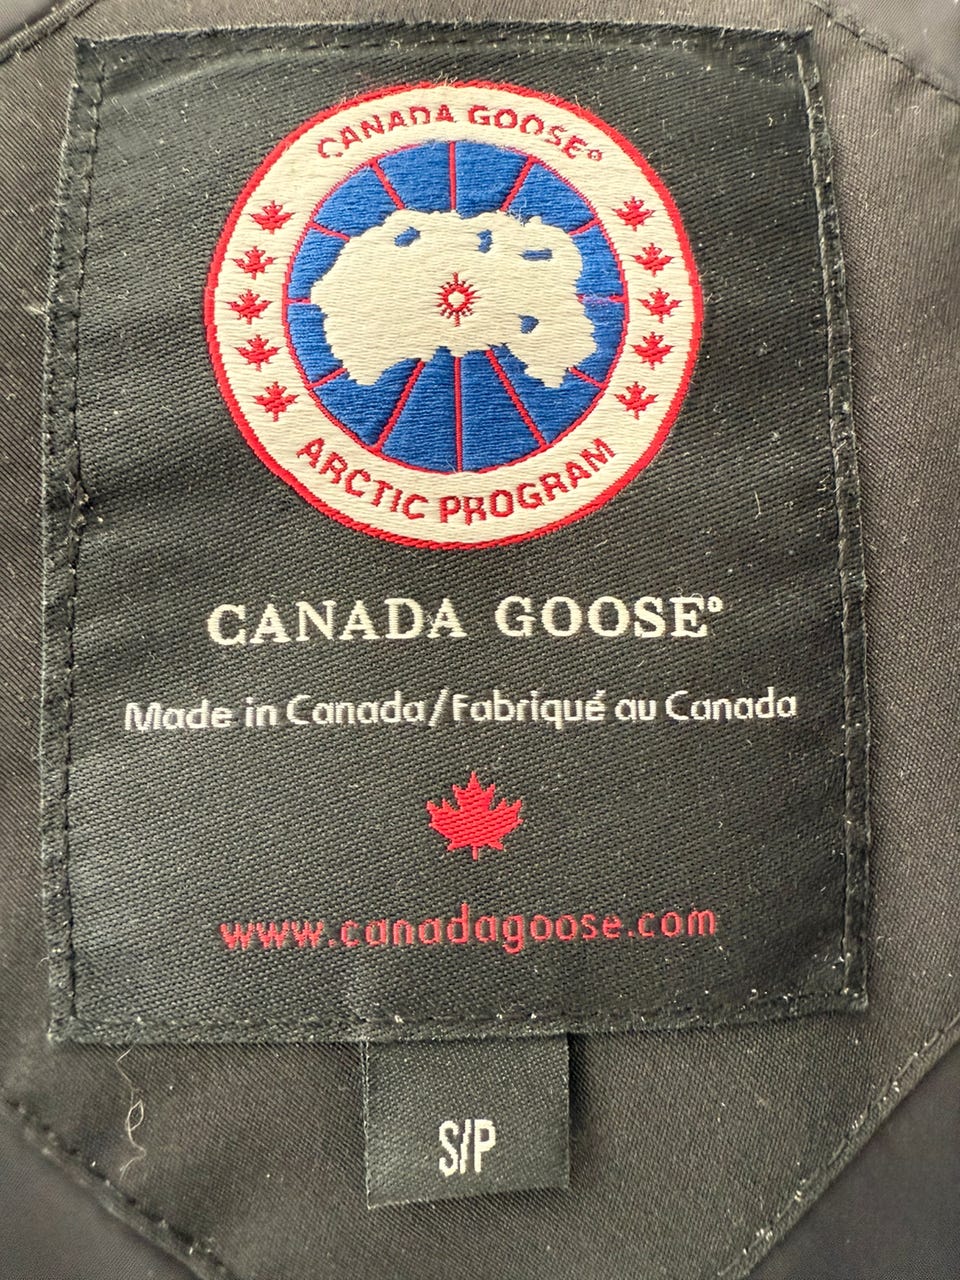 CANADA GOOSE®
ARCTIC PROGRAM
CANADA GOOSE®
Made in Canada/Fabriqué au Canada
www.canadagoose.com
S/P